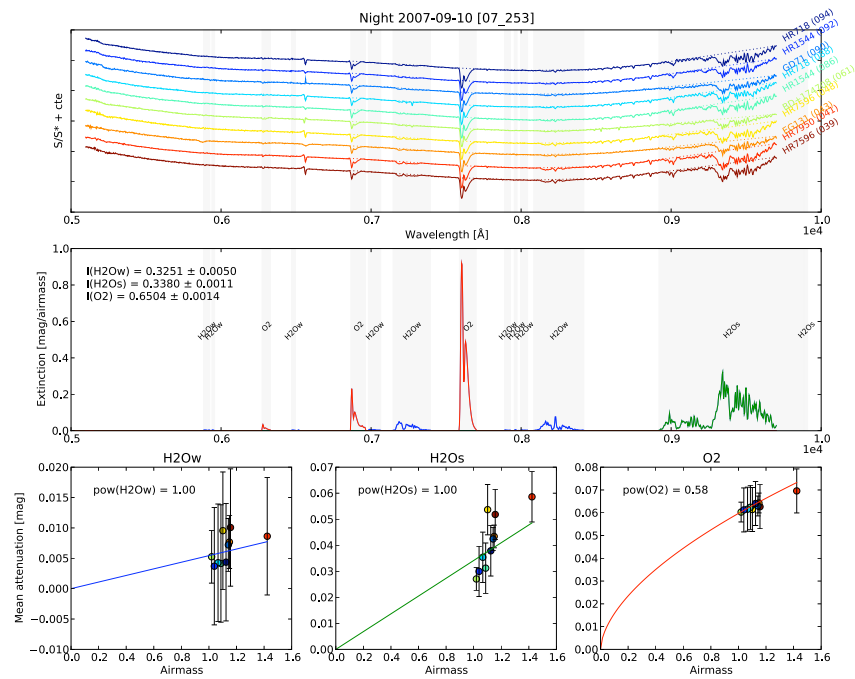 Night 2007-09-10 [07_253]
S/S* + cte
HR718 (094)
HR1544 (092)
HR7950 (041)
HR7596 (039)
0.5 0.6 0.7 0.8 0.9 1.0
Wavelength [Å] 1e4
1.0
I(H2Ow) = 0.3251 ± 0.0050
I(H2Os) = 0.3380 ± 0.0011
I(O2) = 0.6504 ± 0.0014
0.8
0.6
0.4
0.2
0.0
Extinction [mag/airmass]
H2Ow H2Ow O2 H2Ow O2 H2Ow H2Ow O2 H2Ow H2Ow H2Ow H2Ow H2Os H2Os
0.5 0.6 0.7 0.8 0.9 1.0
Wavelength [Å] 1e4
H2Ow
pow(H2Ow) = 1.00
0.020
0.015
0.010
0.005
0.000
−0.005
−0.010
Mean attenuation [mag]
0.0 0.2 0.4 0.6 0.8 1.0 1.2 1.4 1.6
Airmass
H2Os
pow(H2Os) = 1.00
0.07
0.06
0.05
0.04
0.03
0.02
0.01
0.00
0.0 0.2 0.4 0.6 0.8 1.0 1.2 1.4 1.6
Airmass
O2
pow(O2) = 0.58
0.08
0.07
0.06
0.05
0.04
0.03
0.02
0.01
0.00
0.0 0.2 0.4 0.6 0.8 1.0 1.2 1.4 1.6
Airmass